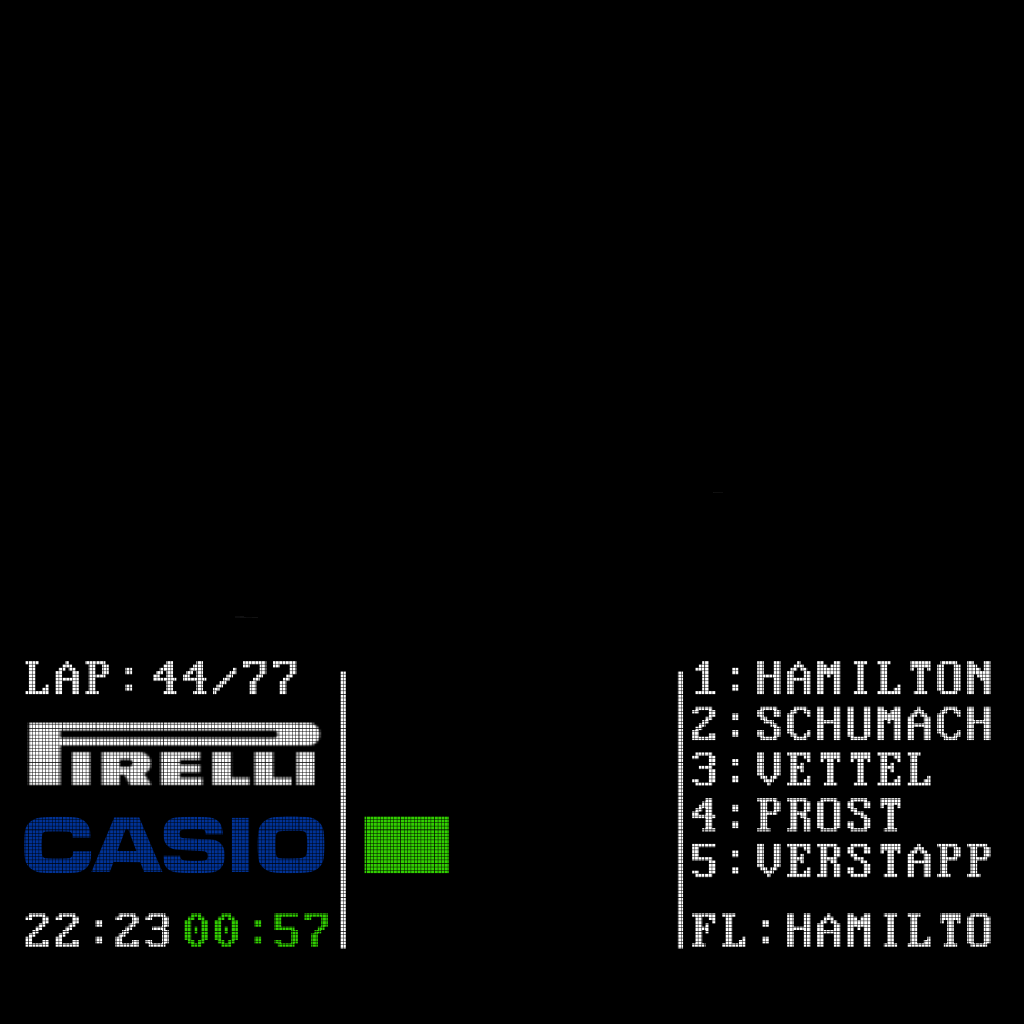 LAP:44/77
PIRELLI
CASIO
22:23 00:57
1:HAMILTON
2:SCHUMACH
3:VETTEL
4:PROST
5:VERSTAPP
FL:HAMILTO